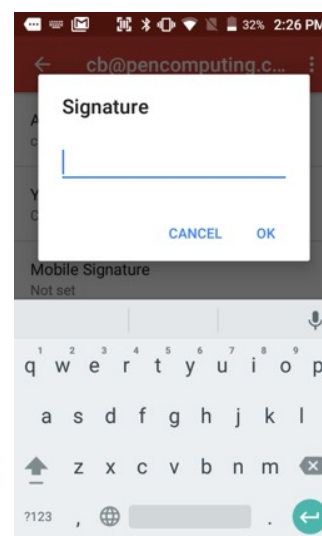 32% 2:26 PM
cb@pencomputing.c...
Signature
CANCEL OK
Mobile Signature
Not set
1 2 3 4 5 6 7 8 9
q w e r t y u i o p
a s d f g h j k l
z x c v b n m
?123 , .